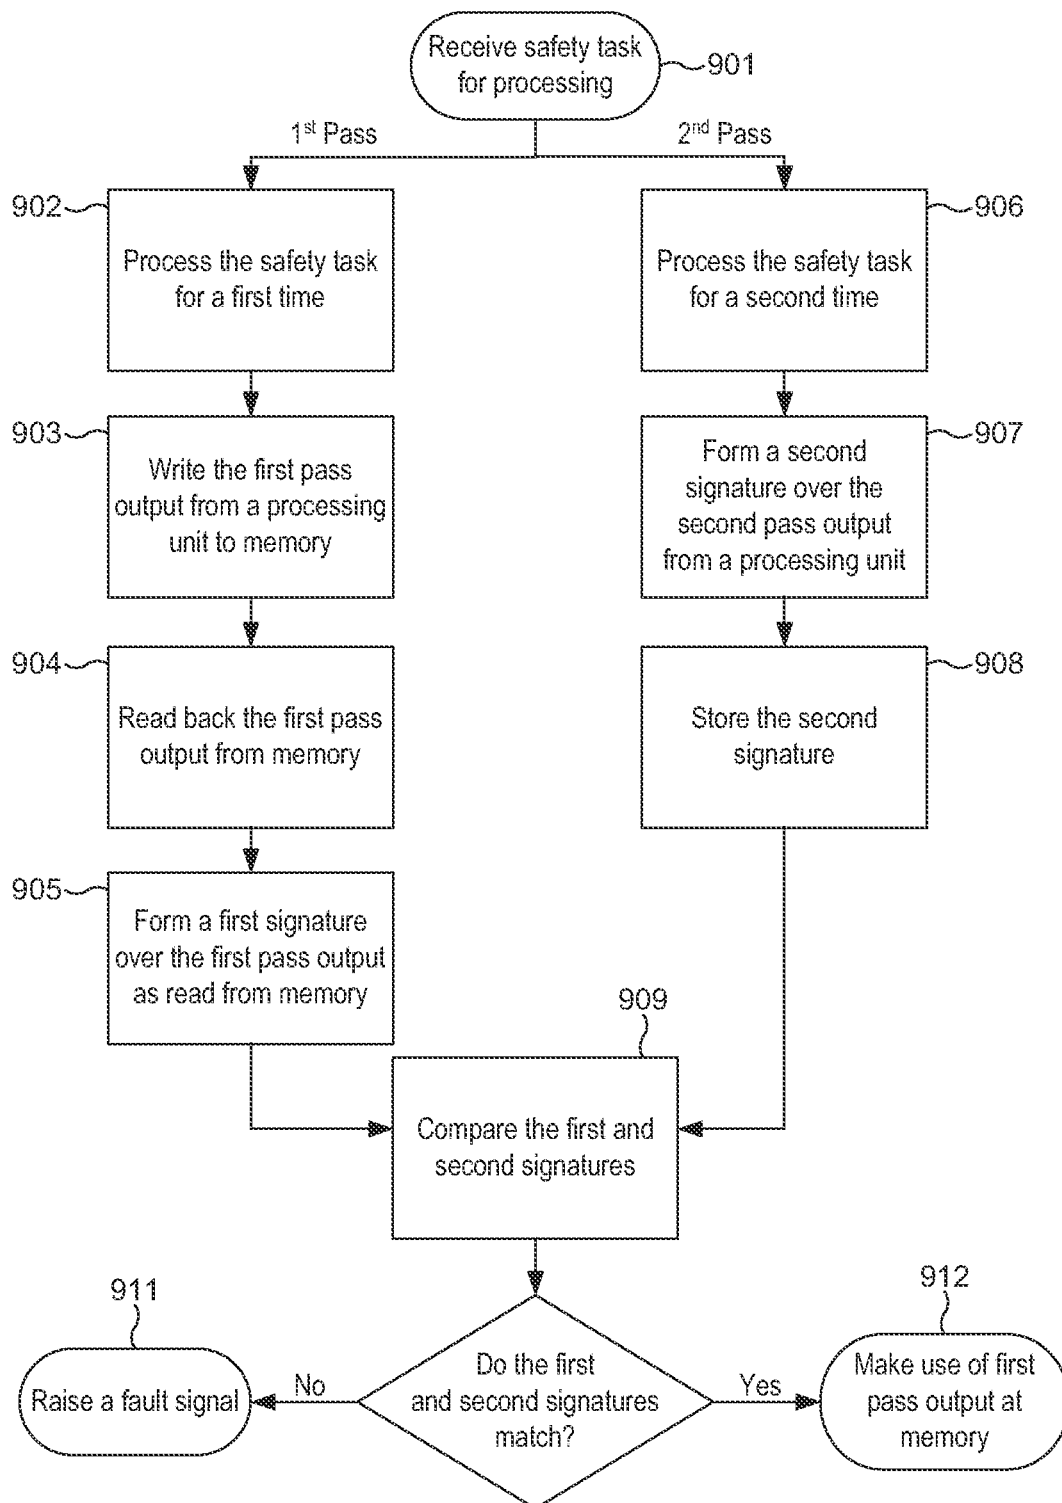 Receive safety task
for processing
901
1st Pass
2nd Pass
902
Process the safety task
for a first time
906
Process the safety task
for a second time
903
Write the first pass
output from a processing
unit to memory
907
Form a second
signature over the
second pass output
from a processing unit
904
Read back the first pass
output from memory
908
Store the second
signature
905
Form a first signature
over the first pass output
as read from memory
909
Compare the first and
second signatures
911
Raise a fault signal
No
Do the first
and second signatures
match?
Yes
912
Make use of first
pass output at
memory